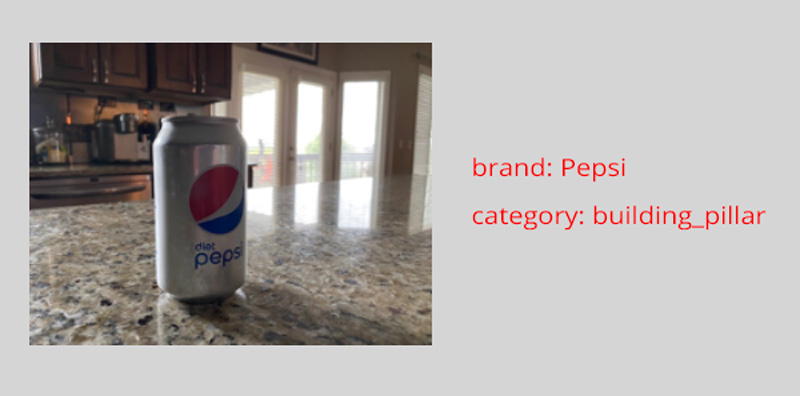 diet
pepsi
brand: Pepsi
category: building_pillar